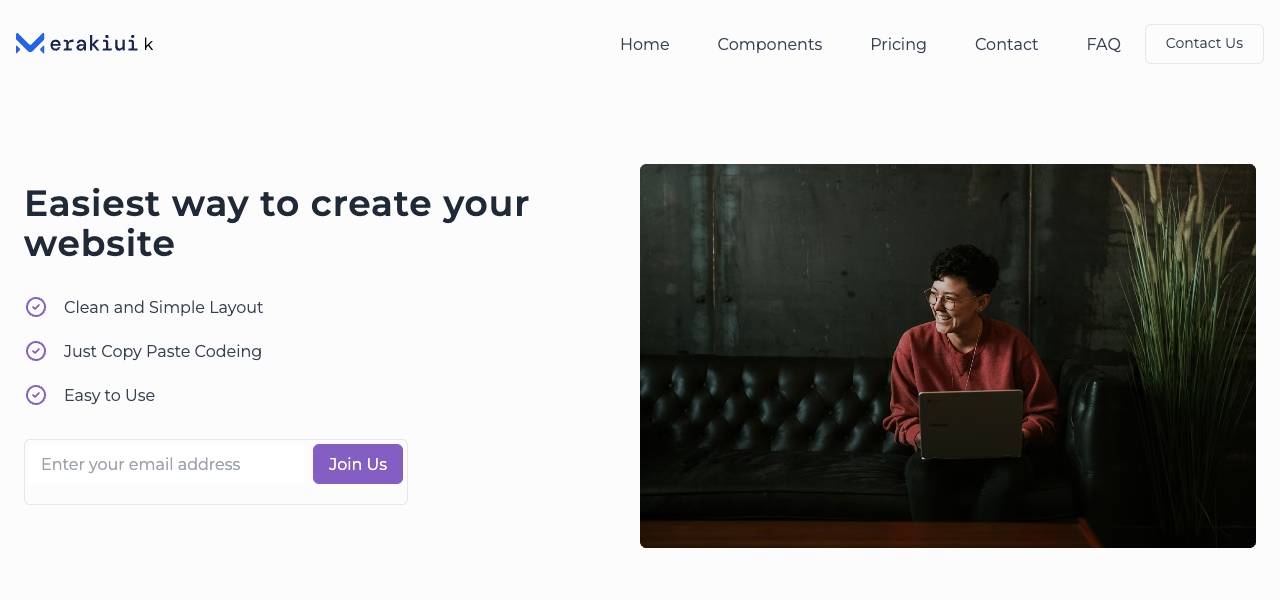 erakiui k
Home Components Pricing Contact FAQ Contact Us
Easiest way to create your
website
Clean and Simple Layout
Just Copy Paste Codeing
Easy to Use
Enter your email address Join Us